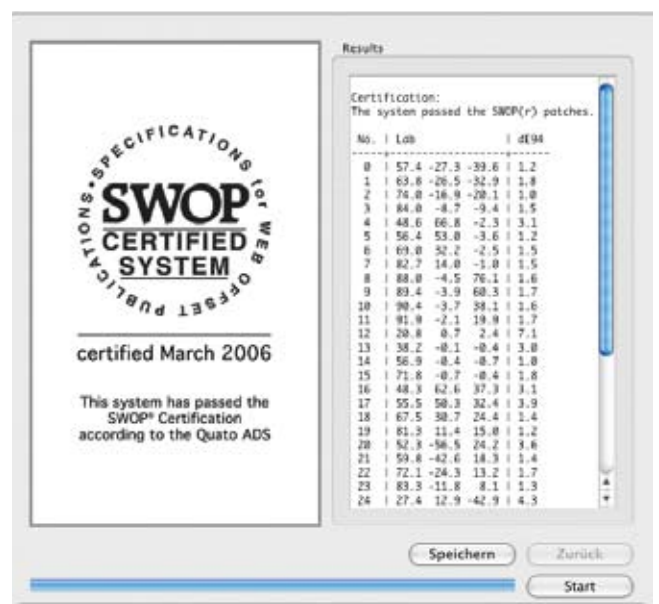 SPECIFICATIONS for WEB OFFSET PUBLICATIONS
SWOP
CERTIFIED
SYSTEM
certified March 2006
This system has passed the
SWOP® Certification
according to the Quato ADS
Results
Certification:
The system passed the SWOP(r) patches.
No. | Lab | dE94
0 | 57.4 -27.3 -39.6 | 1.2
1 | 63.8 -26.5 -32.9 | 1.8
2 | 74.0 -16.9 -20.1 | 1.0
3 | 84.0 -8.7 -9.4 | 1.5
4 | 48.6 66.8 -2.3 | 3.1
5 | 56.4 53.0 -3.6 | 1.2
6 | 69.0 32.2 -2.5 | 1.5
7 | 82.7 14.0 -1.0 | 1.5
8 | 88.0 -4.5 76.1 | 1.6
9 | 89.4 -3.9 60.3 | 1.7
10 | 90.4 -3.7 38.1 | 1.6
11 | 91.9 -2.1 19.9 | 1.7
12 | 20.8 0.7 2.4 | 7.1
13 | 38.2 -0.1 -0.4 | 3.0
14 | 56.9 -0.4 -0.7 | 1.0
15 | 71.8 -0.7 -0.4 | 1.8
16 | 48.3 62.6 37.3 | 3.1
17 | 55.5 50.3 32.4 | 3.9
18 | 67.5 30.7 24.4 | 1.4
19 | 81.3 11.4 15.0 | 1.2
20 | 52.3 -56.5 24.2 | 3.6
21 | 59.8 -42.6 18.3 | 1.4
22 | 72.1 -24.3 13.2 | 1.7
23 | 83.3 -11.8 8.1 | 1.3
24 | 27.4 12.9 -42.9 | 4.3
Speichern
Zurück
Start